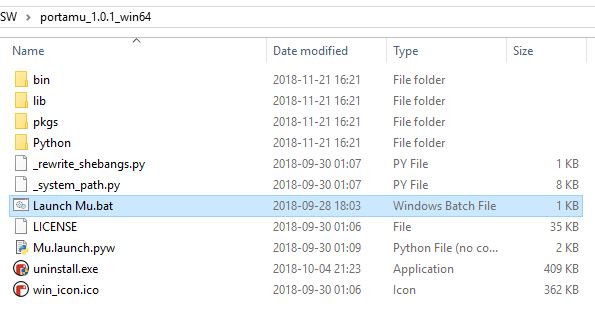 SW > portamu_1.0.1_win64
Name Date modified Type Size
bin 2018-11-21 16:21 File folder
lib 2018-11-21 16:21 File folder
pkgs 2018-11-21 16:21 File folder
Python 2018-11-21 16:21 File folder
_rewrite_shebangs.py 2018-09-30 01:07 PY File 1 KB
_system_path.py 2018-09-30 01:07 PY File 8 KB
Launch Mu.bat 2018-09-28 18:03 Windows Batch File 1 KB
LICENSE 2018-09-30 01:06 File 35 KB
Mu.launch.pyw 2018-09-30 01:09 Python File (no co... 2 KB
uninstall.exe 2018-10-04 21:23 Application 409 KB
win_icon.ico 2018-09-30 01:06 Icon 362 KB